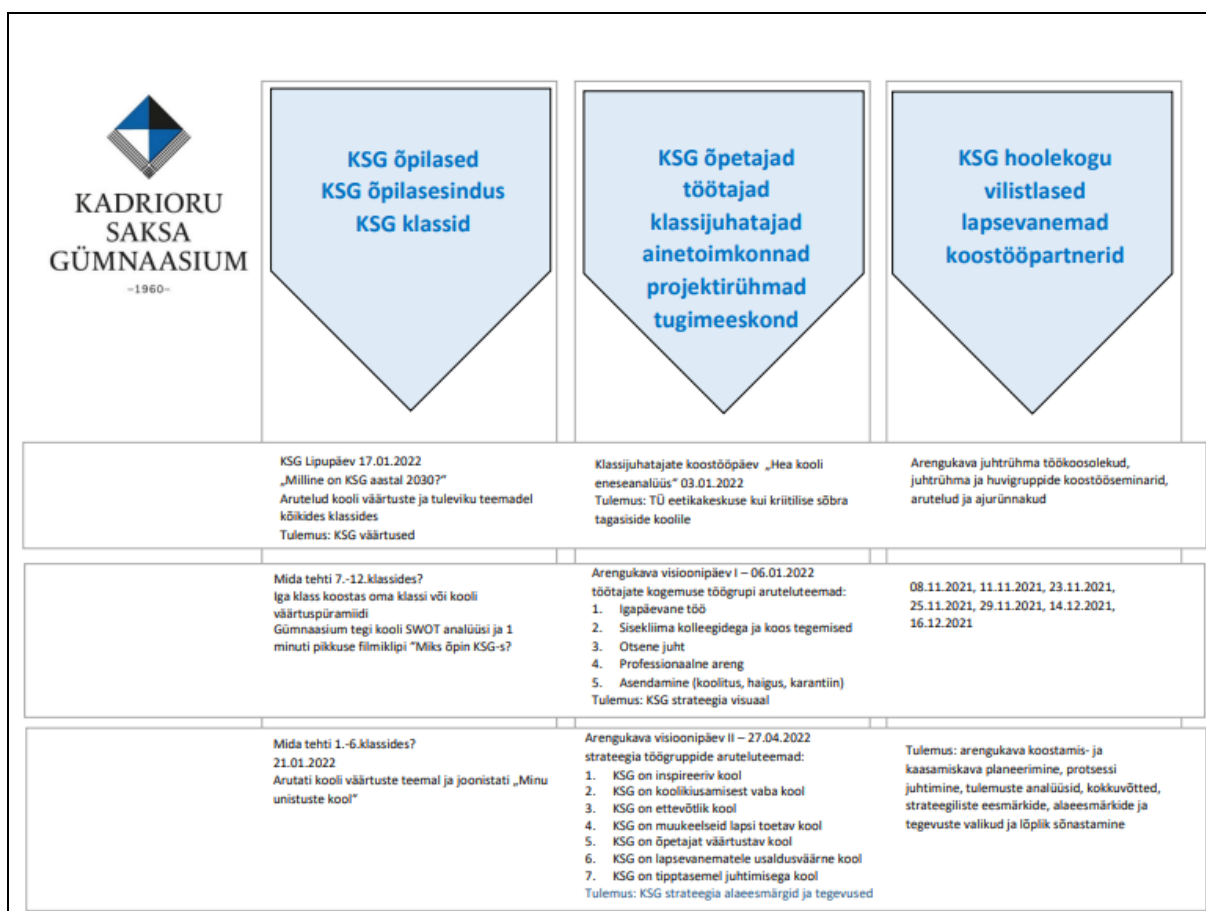 KADRIORU
SAKSA
GÜMNAASIUM
–1960–
KSG õpilased
KSG õpilasesindus
KSG klassid
KSG õpetajad
töötajad
klassijuhatajad
ainetoimkonnad
projektirühmad
tugimeeskond
KSG hoolekogu
vilistlased
lapsevanemad
koostööpartnerid
KSG Lipupäev 17.01.2022
„Milline on KSG aastal 2030?"
Arutelud kooli väärtuste ja tuleviku teemadel
kõikides klassides
Tulemus: KSG väärtused
Klassijuhatajate koostööpäev „Hea kooli
eneseanalüüs" 03.01.2022
Tulemus: TÜ eetikakeskuse kui kriitilise sõbra
tagasiside koolile
Arengukava juhtrühma töökoosolekud,
juhtrühma ja huvigruppide koostööseminarid,
arutelud ja ajurünnakud
Mida tehti 7.-12.klassides?
Iga klass koostas oma klassi või kooli
väärtuspüramiidi
Gümnaasium tegi kooli SWOT analüüsi ja 1
minuti pikkuse filmiklipi "Miks õpin KSG-s?
Arengukava visioonipäev I – 06.01.2022
töötajate kogemuse töögrupi aruteluteemad:
1. Igapäevane töö
2. Sisekliima kolleegidega ja koos tegemised
3. Otsene juht
4. Professionaalne areng
5. Asendamine (koolitus, haigus, karantiin)
Tulemus: KSG strateegia visuaal
08.11.2021, 11.11.2021, 23.11.2021,
25.11.2021, 29.11.2021, 14.12.2021,
16.12.2021
Mida tehti 1.-6.klassides?
21.01.2022
Arutati kooli väärtuste teemal ja joonistati „Minu
unistuste kool"
Arengukava visioonipäev II – 27.04.2022
strateegia töögruppide aruteluteemad:
1. KSG on inspireeriv kool
2. KSG on koolikiusamisest vaba kool
3. KSG on ettevõtlik kool
4. KSG on muukeelseid lapsi toetav kool
5. KSG on õpetajat väärtustav kool
6. KSG on lapsevanematele usaldusväärne kool
7. KSG on tipptasemel juhtimisega kool
Tulemus: KSG strateegia alaeesmärgid ja tegevused
Tulemus: arengukava koostamis- ja
kaasamiskava planeerimine, protsessi
juhtimine, tulemuste analüüsid, kokkuvõtted,
strateegiliste eesmärkide, alaeesmärkide ja
tegevuste valikud ja lõplik sõnastamine